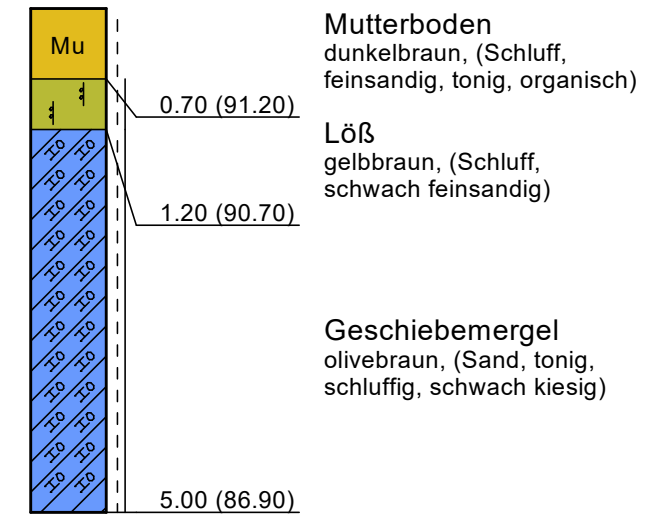 Mu
Mutterboden
dunkelbraun, (Schluff,
feinsandig, tonig, organisch)
0.70 (91.20)
Löß
gelbbraun, (Schluff,
schwach feinsandig)
1.20 (90.70)
Geschiebemergel
olivebraun, (Sand, tonig,
schluffig, schwach kiesig)
5.00 (86.90)